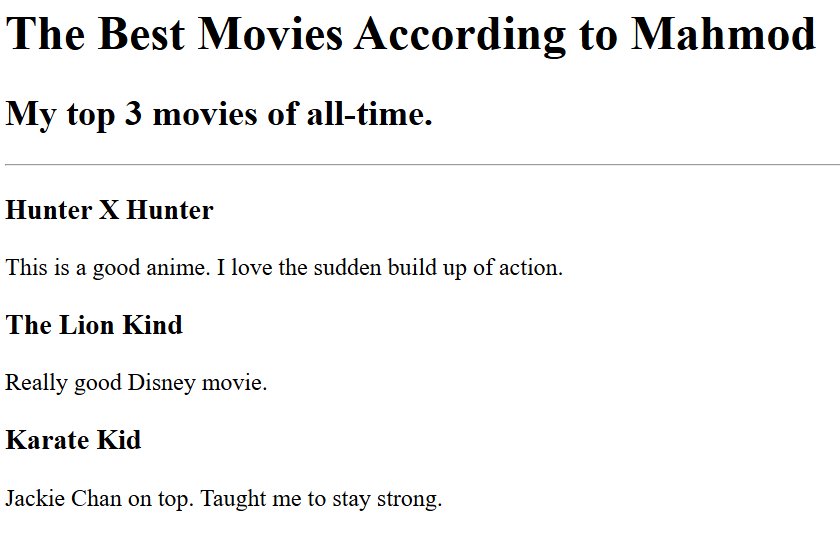 The Best Movies According to Mahmod
My top 3 movies of all-time.
Hunter X Hunter
This is a good anime. I love the sudden build up of action.
The Lion Kind
Really good Disney movie.
Karate Kid
Jackie Chan on top. Taught me to stay strong.